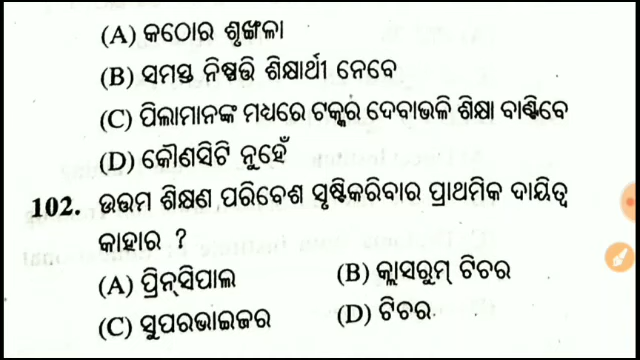 (A) କଠୋର ଶୃଙ୍ଖଳା
(B) ସମସ୍ତ ନିଷ୍ପତ୍ତି ଶିକ୍ଷାର୍ଥୀ ନେବେ
(C) ପିଲାମାନଙ୍କ ମଧ୍ୟରେ ଟକ୍କର ଦେବାଭଳି ଶିକ୍ଷା ବାଣ୍ଟିବେ
(D) କୌଣସିଟି ନୁହେଁ
102. ଉତ୍ତମ ଶିକ୍ଷଣ ପରିବେଶ ସୃଷ୍ଟିକରିବାର ପ୍ରାଥମିକ ଦାୟିତ୍ୱ
କାହାର ?
(A) ପ୍ରିନ୍‌ସିପାଲ (B) କ୍ଲାସରୁମ୍ ଟିଚର
(C) ସୁପରଭାଇଜର (D) ଟିଚର